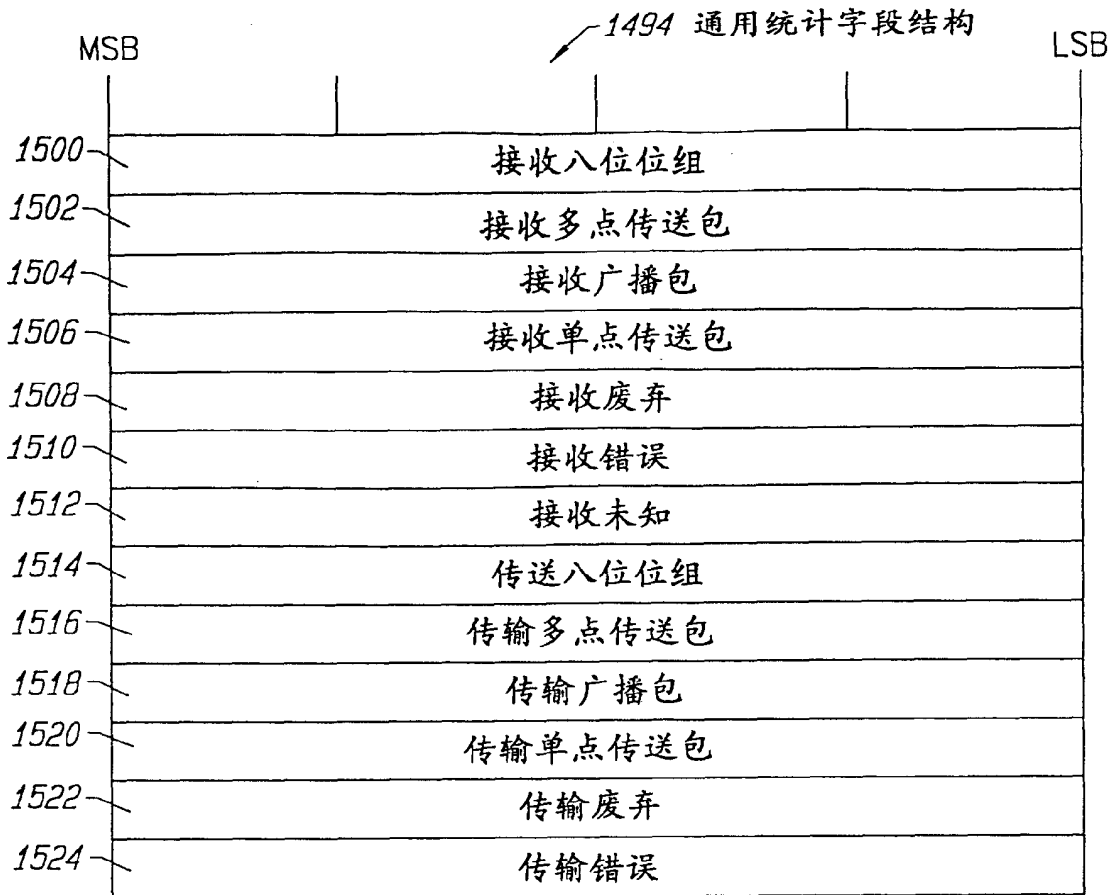 1494 通用统计字段结构
MSB LSB
1500 接收八位位组
1502 接收多点传送包
1504 接收广播包
1506 接收单点传送包
1508 接收废弃
1510 接收错误
1512 接收未知
1514 传送八位位组
1516 传输多点传送包
1518 传输广播包
1520 传输单点传送包
1522 传输废弃
1524 传输错误